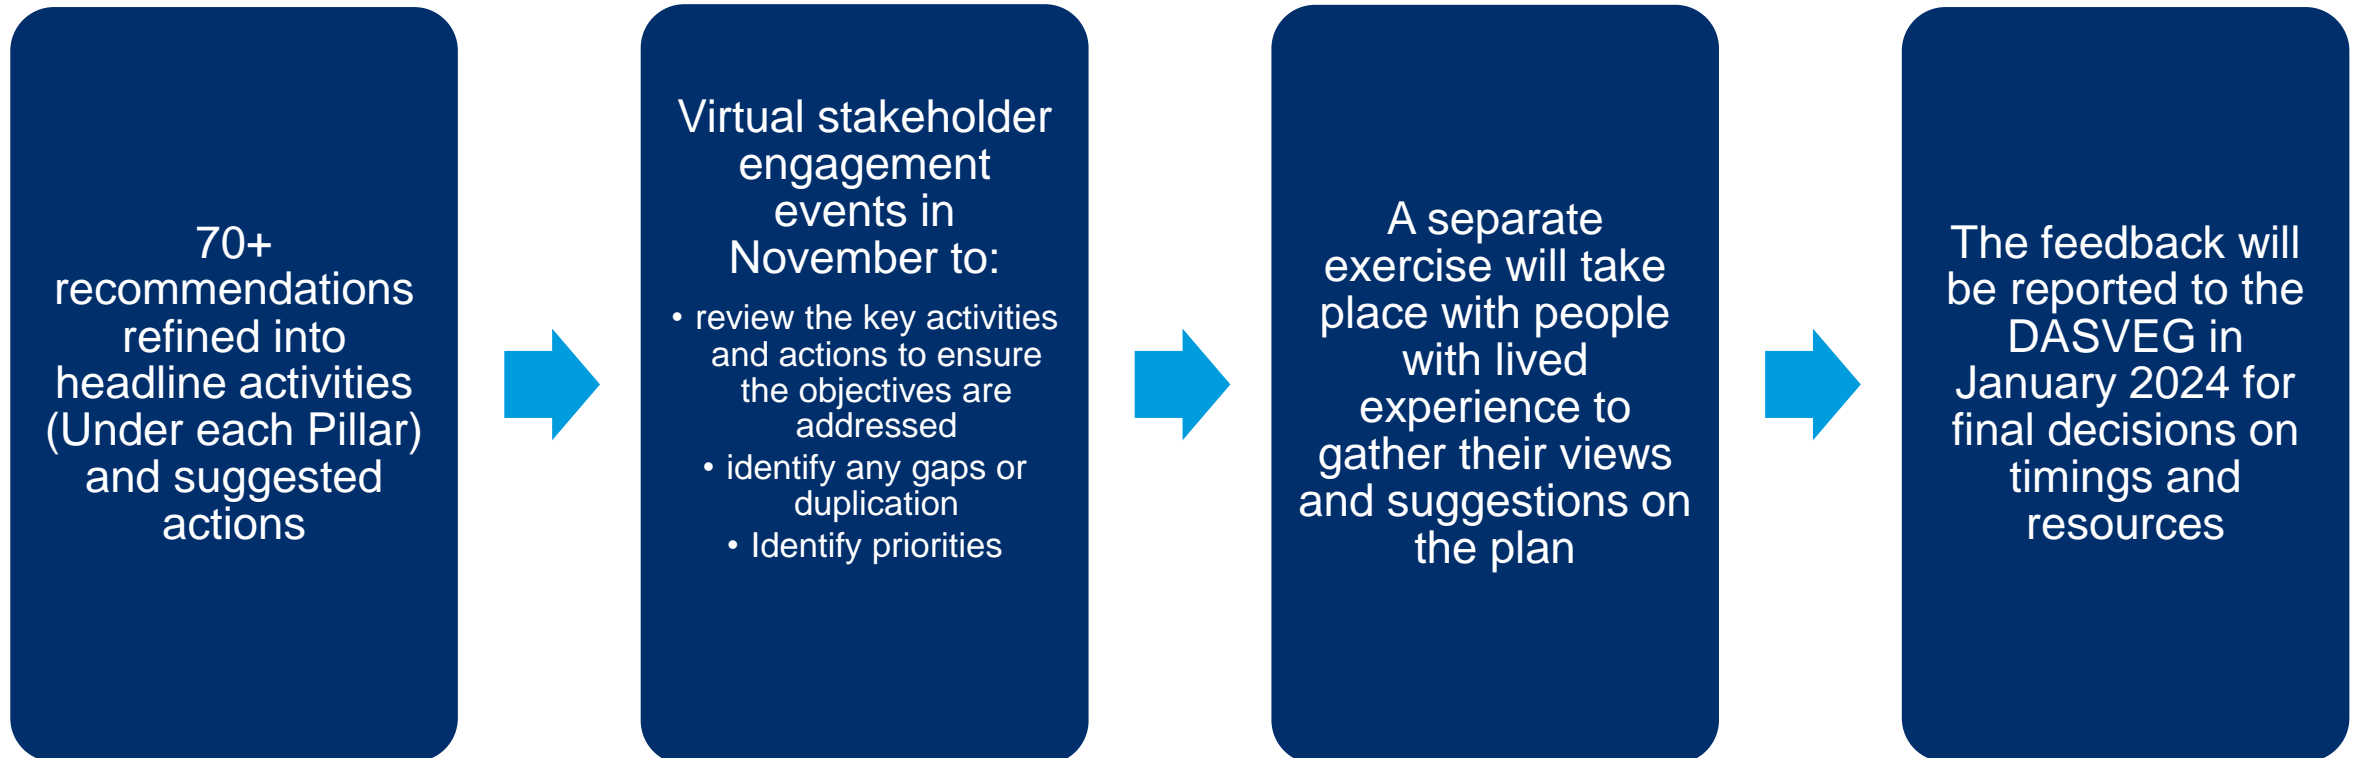 70+
recommendations
refined into
headline activities
(Under each Pillar)
and suggested
actions
Virtual stakeholder
engagement
events in
November to:
• review the key activities
and actions to ensure
the objectives are
addressed
• identify any gaps or
duplication
• Identify priorities
A separate
exercise will take
place with people
with lived
experience to
gather their views
and suggestions on
the plan
The feedback will
be reported to the
DASVEG in
January 2024 for
final decisions on
timings and
resources